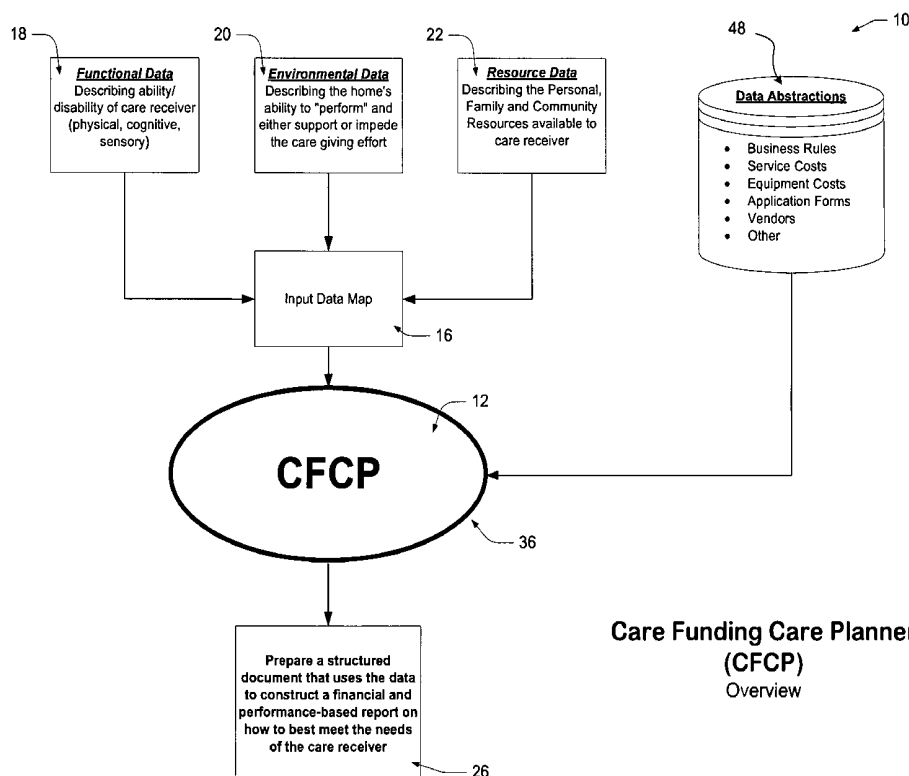 18
20
22
48
10
Functional Data
Describing ability/
disability of care receiver
(physical, cognitive,
sensory)
Environmental Data
Describing the home's
ability to "perform" and
either support or impede
the care giving effort
Resource Data
Describing the Personal,
Family and Community
Resources available to
care receiver
Data Abstractions
• Business Rules
• Service Costs
• Equipment Costs
• Application Forms
• Vendors
• Other
Input Data Map
16
12
CFCP
36
Prepare a structured
document that uses the data
to construct a financial and
performance-based report on
how to best meet the needs
of the care receiver
26
Care Funding Care Planner
(CFCP)
Overview